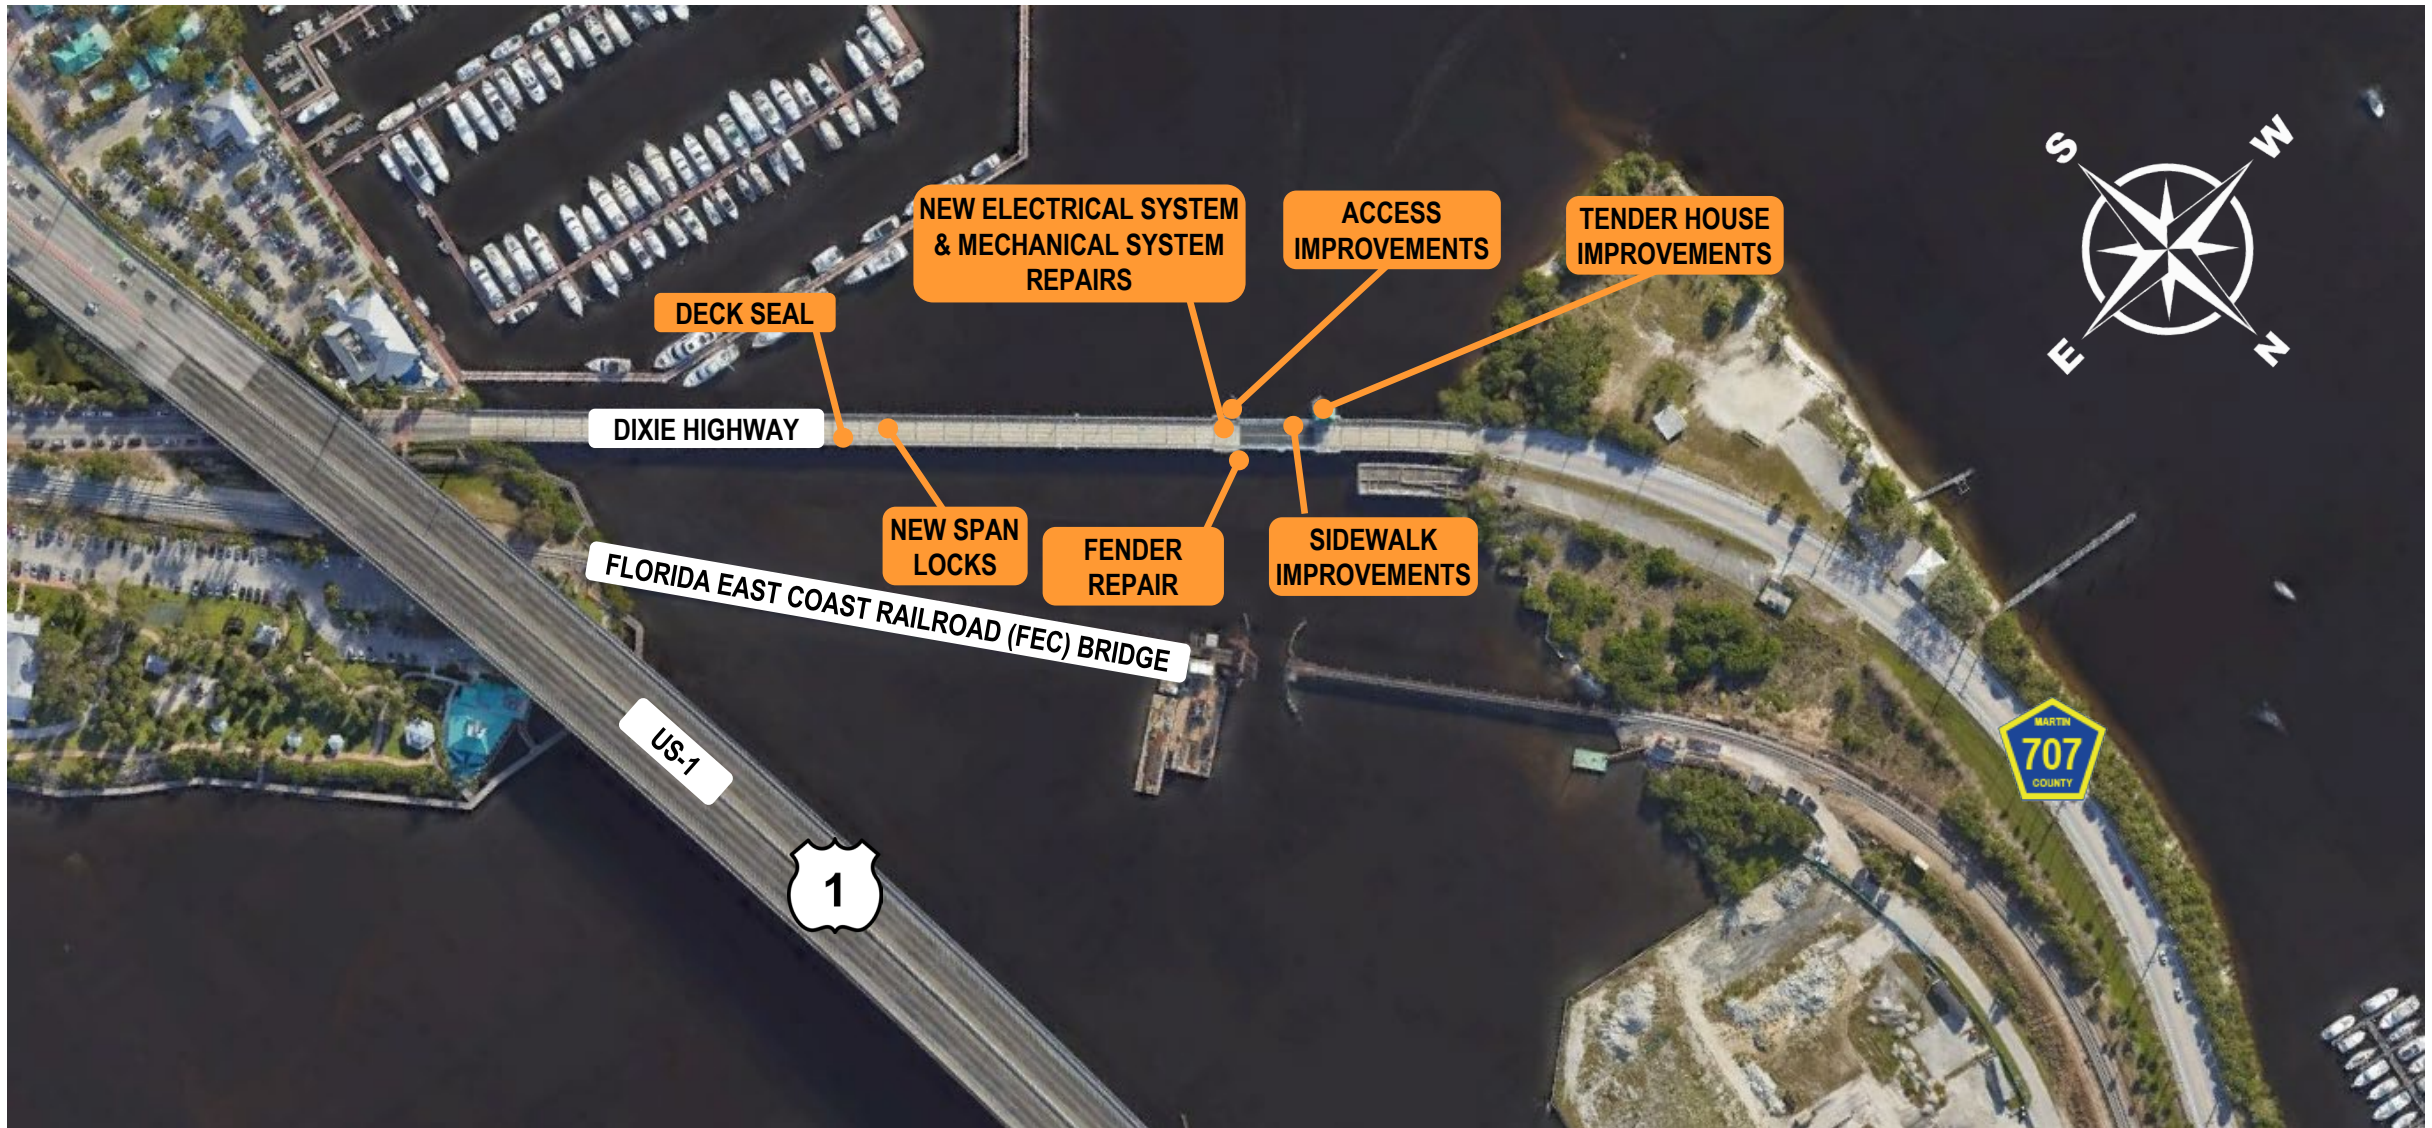 S
W
NEW ELECTRICAL SYSTEM
& MECHANICAL SYSTEM
REPAIRS
ACCESS
IMPROVEMENTS
TENDER HOUSE
IMPROVEMENTS
DECK SEAL
E
N
DIXIE HIGHWAY
NEW SPAN
LOCKS
FENDER
REPAIR
SIDEWALK
IMPROVEMENTS
FLORIDA EAST COAST RAILROAD (FEC) BRIDGE
US-1
MARTIN
707
COUNTY
1